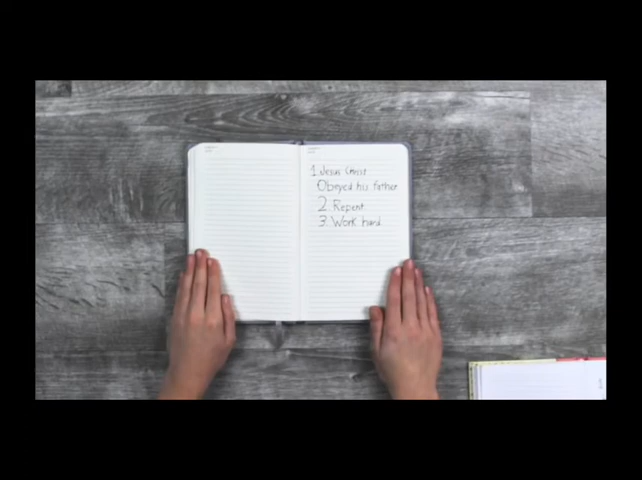 1. Jesus Christ
Obeyed his father
2. Repent
3. Work hard